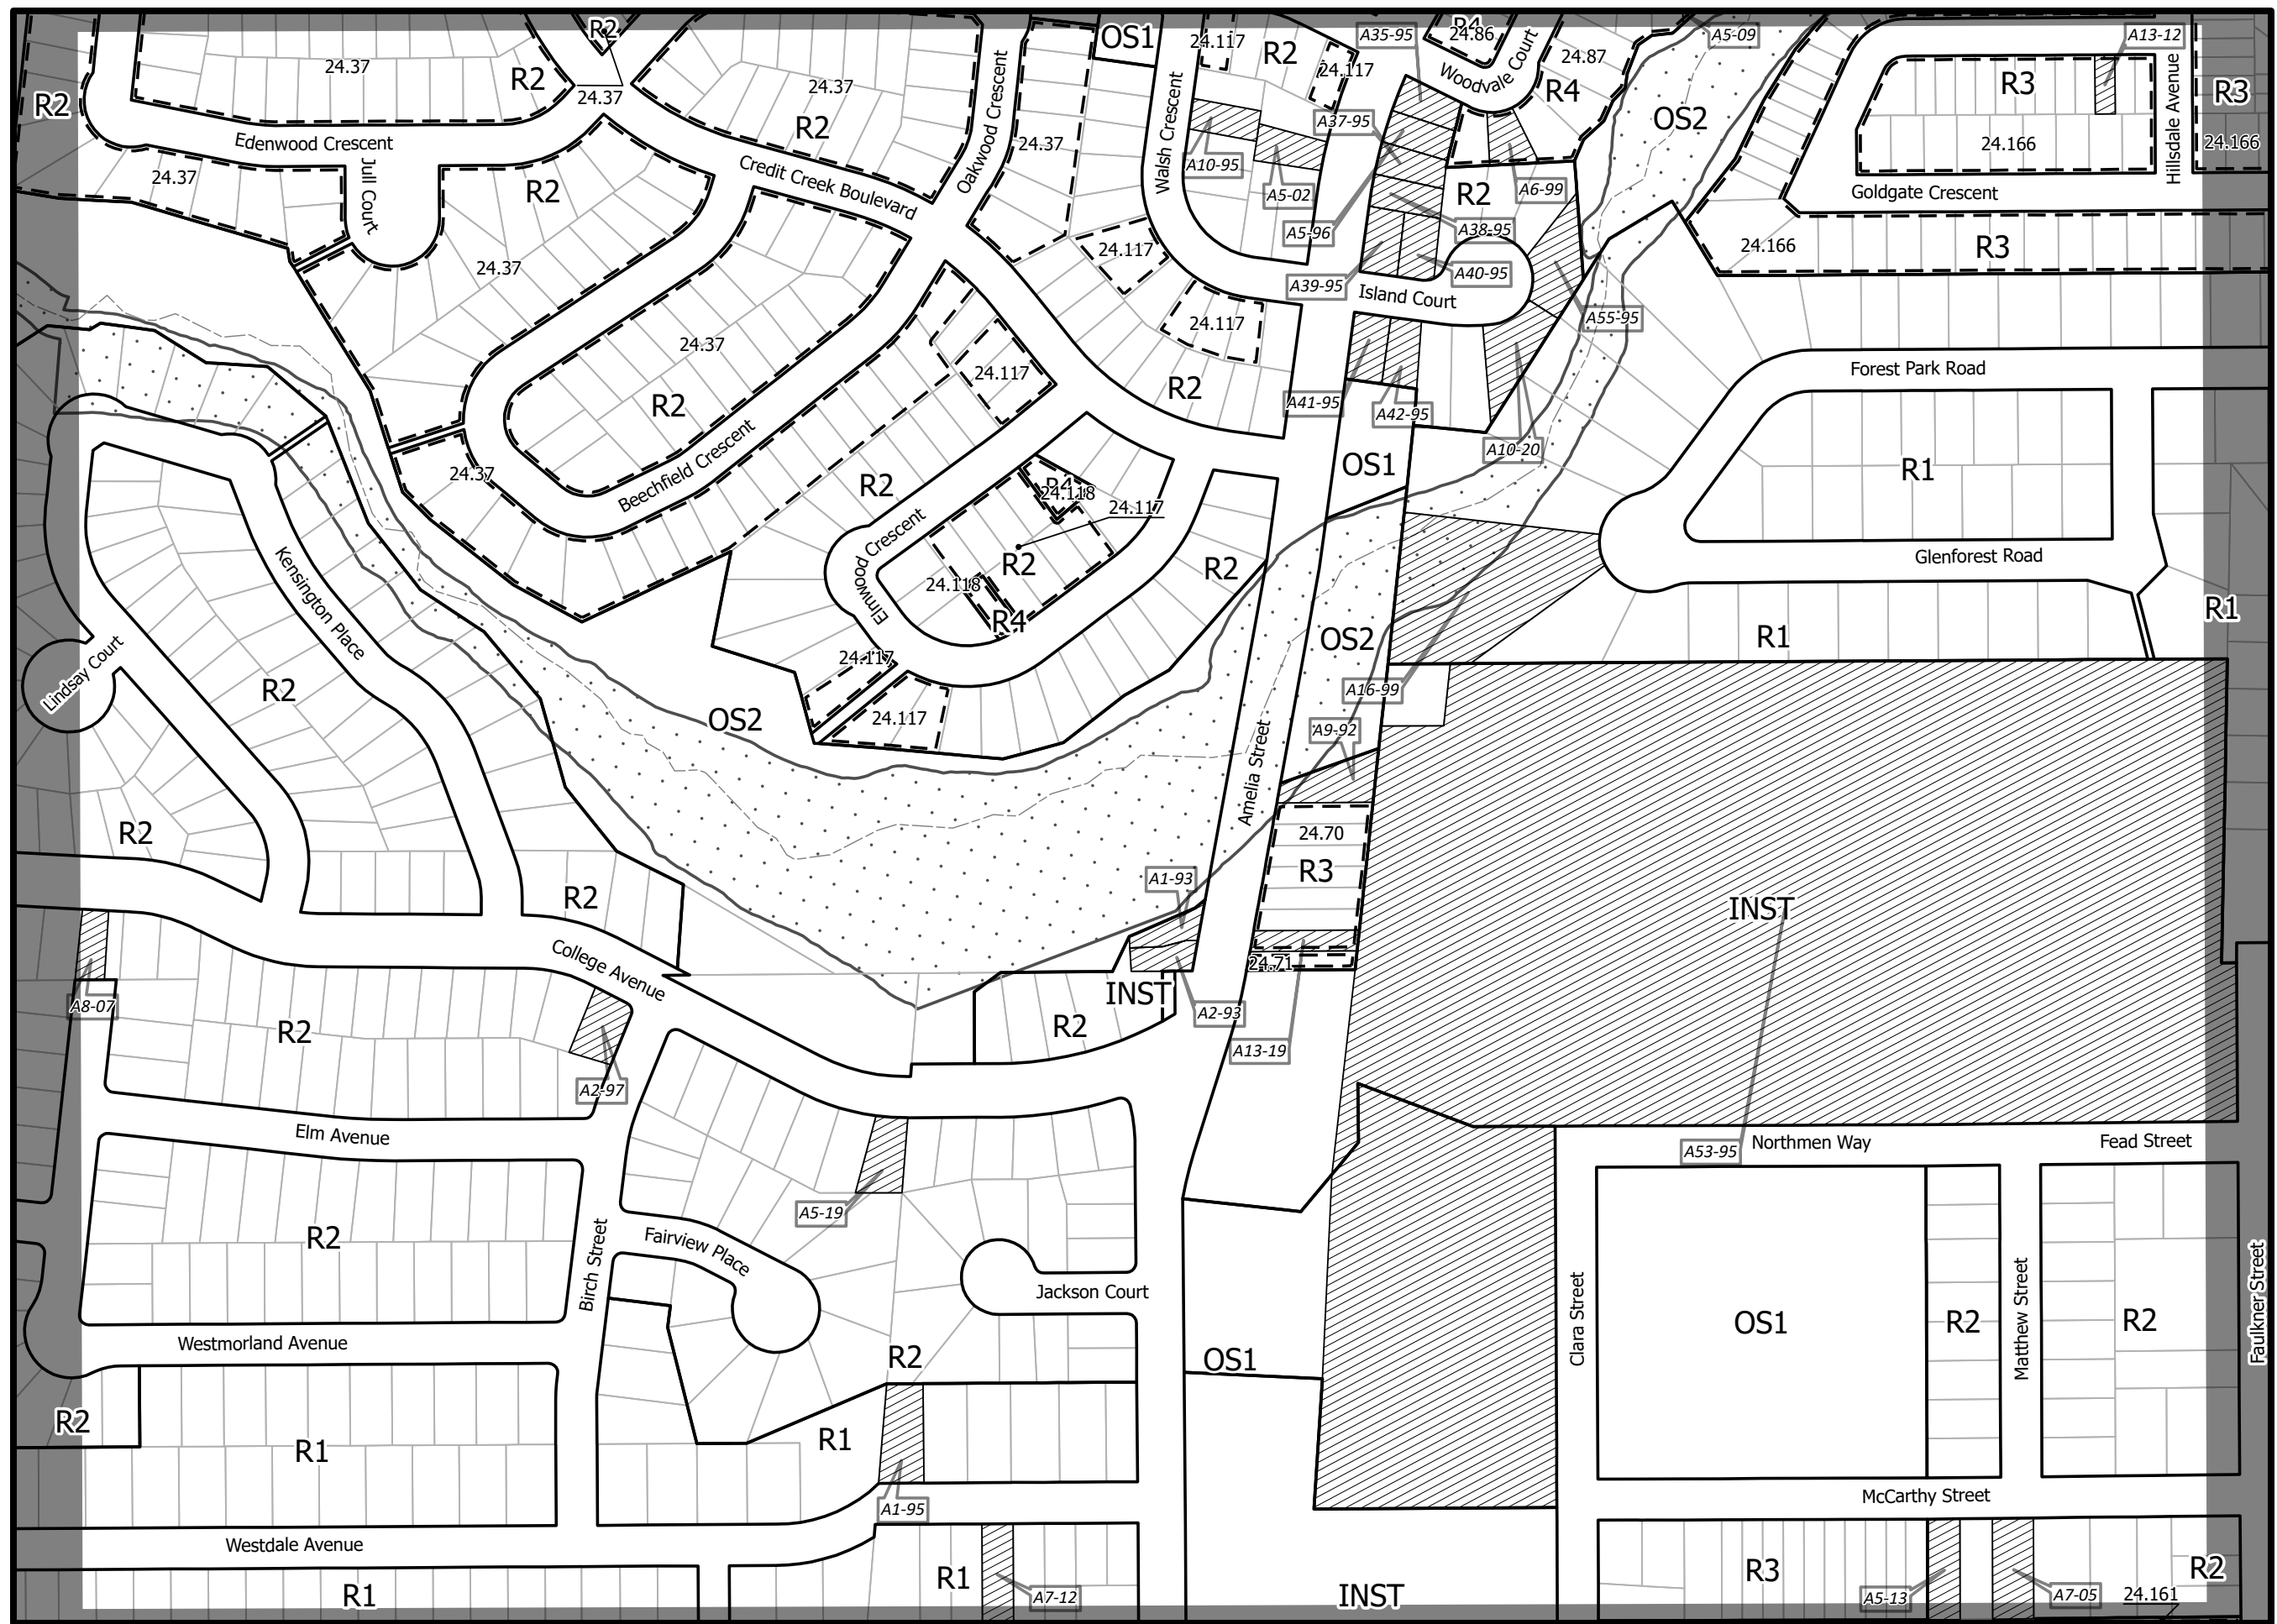 R2
R4
24.86
A35-95
A5-09
A13-12
OS1
24.117
R2
24.117
24.87
24.37
R2
24.37
24.37
R2
Woodvale Court
R4
R3
Hillsdale Avenue
R3
R2
Edenwood Crescent
Oakwood Crescent
24.37
Walsh Crescent
A37-95
OS2
24.166
24.166
24.37
Jull Court
R2
Credit Creek Boulevard
A10-95
A5-02
R2
A6-99
Goldgate Crescent
A5-96
A38-95
24.166
R3
24.37
24.117
A39-95
A40-95
Island Court
A55-95
24.117
24.37
24.117
R2
R2
Forest Park Road
A41-95
A42-95
A10-20
24.37
Beechfield Crescent
R2
OS1
R1
R4
24.118
24.117
Elmwood Crescent
R2
24.118
R4
R2
Glenforest Road
Kensington Place
OS2
R1
R1
Lindsay Court
R2
24.117
24.117
OS2
A16-99
A9-92
Amelia Street
R2
24.70
R3
R2
A1-93
INST
College Avenue
24.71
INST
A8-07
R2
R2
A2-93
A13-19
A2-97
Elm Avenue
Northmen Way
Fead Street
A53-95
A5-19
R2
Birch Street
Fairview Place
Jackson Court
Clara Street
OS1
R2
Matthew Street
R2
Faulkner Street
Westmorland Avenue
R2
OS1
R2
R1
R1
A1-95
McCarthy Street
Westdale Avenue
R1
R1
A7-12
INST
R3
A5-13
A7-05
24.161
R2